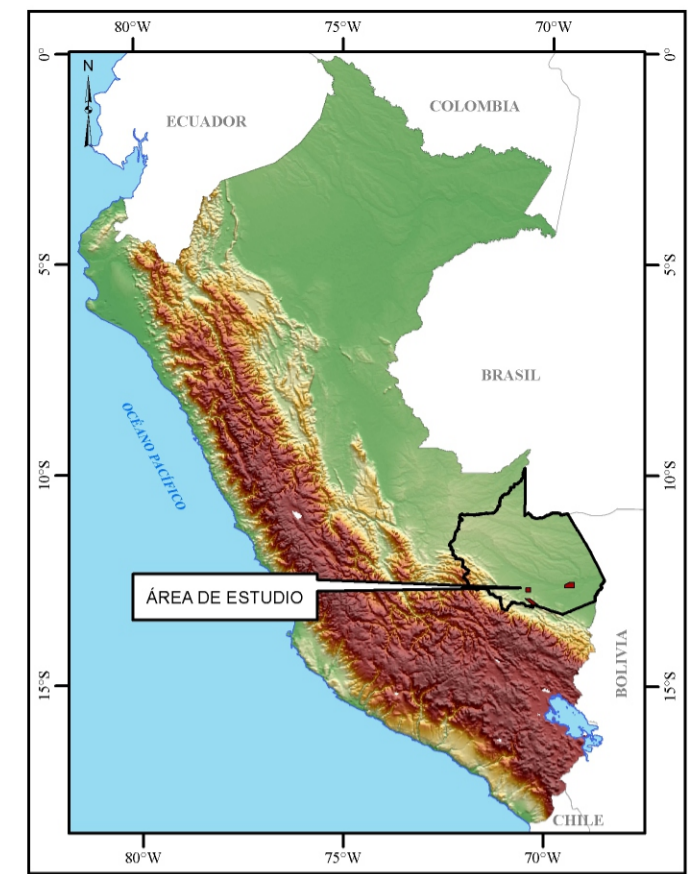 80°W 75°W 70°W
0° 0°
N
COLOMBIA
ECUADOR
5°S 5°S
BRASIL
OCÉANO PACÍFICO
10°S 10°S
ÁREA DE ESTUDIO
BOLIVIA
15°S 15°S
CHILE
80°W 75°W 70°W